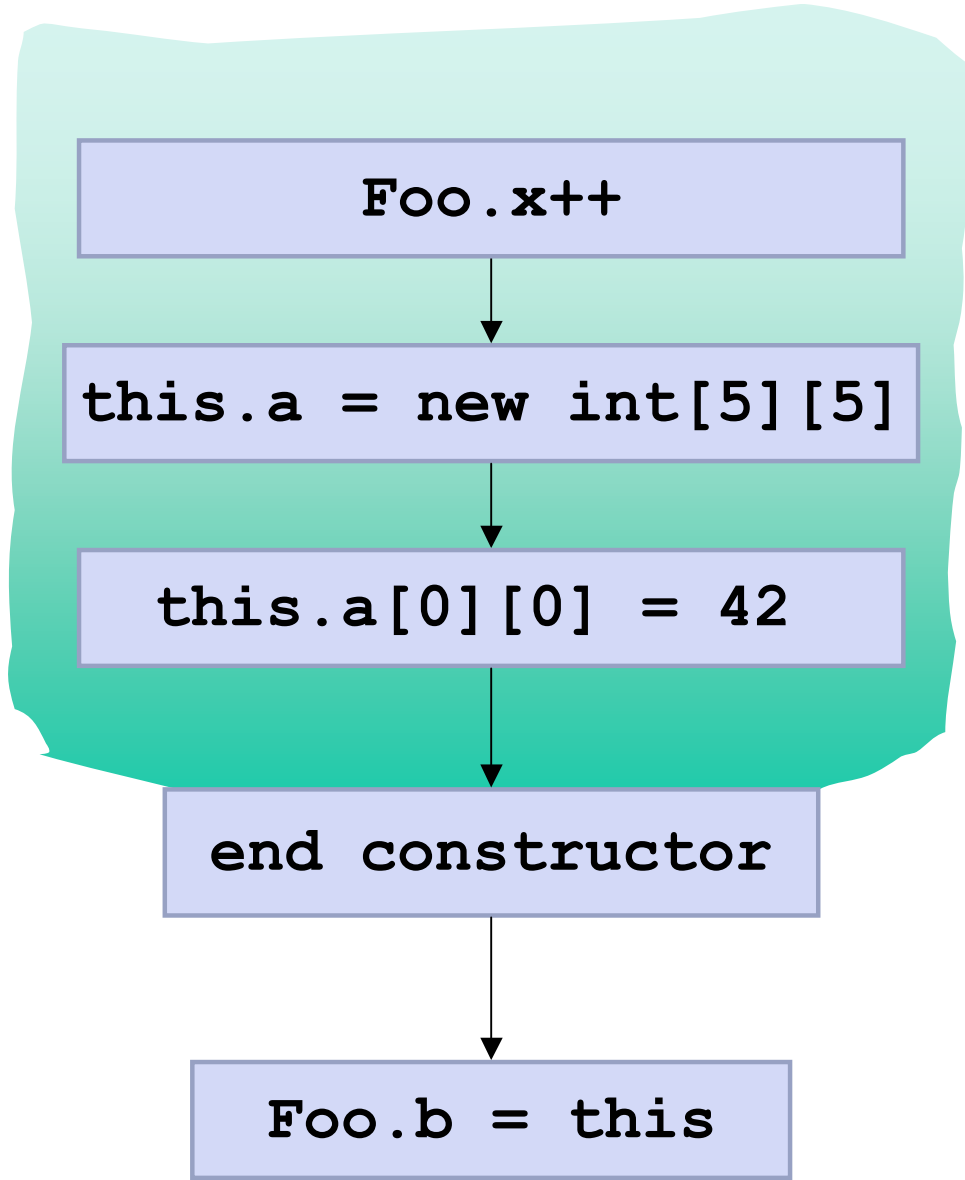 Foo.x++
this.a = new int[5][5]
this.a[0][0] = 42
end constructor
Foo.b = this